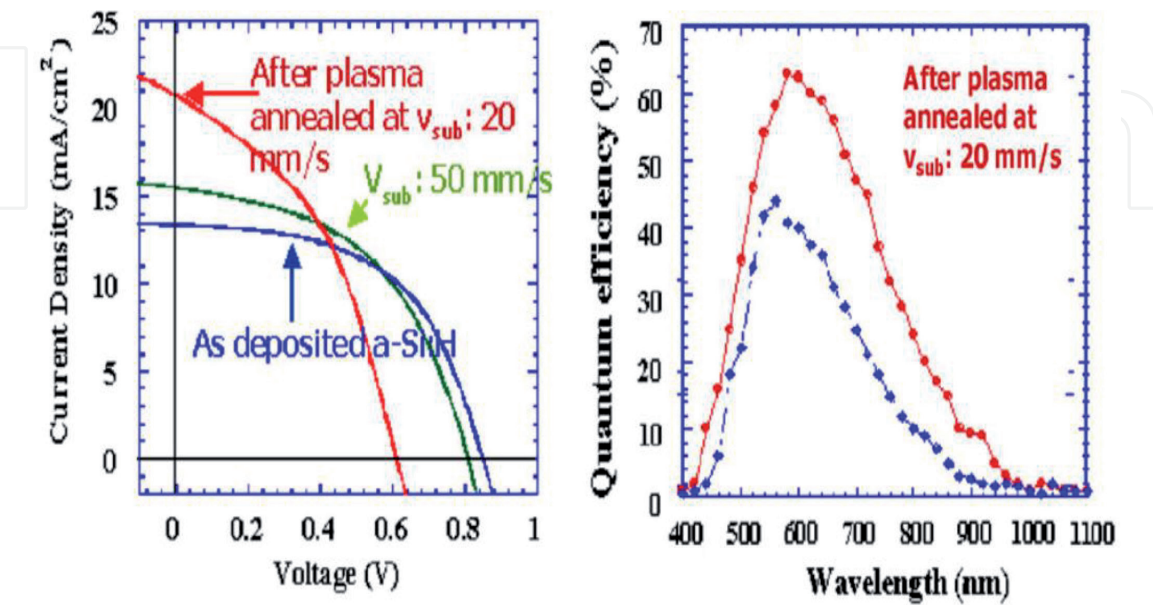 25
20
15
10
5
0
Current Density (mA/cm²)
After plasma
annealed at vsub: 20
mm/s
Vsub: 50 mm/s
As deposited a-Si:H
0 0.2 0.4 0.6 0.8 1
Voltage (V)
70
60
50
40
30
20
10
0
Quantum efficiency (%)
After plasma
annealed at
vsub: 20 mm/s
400 500 600 700 800 900 1000 1100
Wavelength (nm)